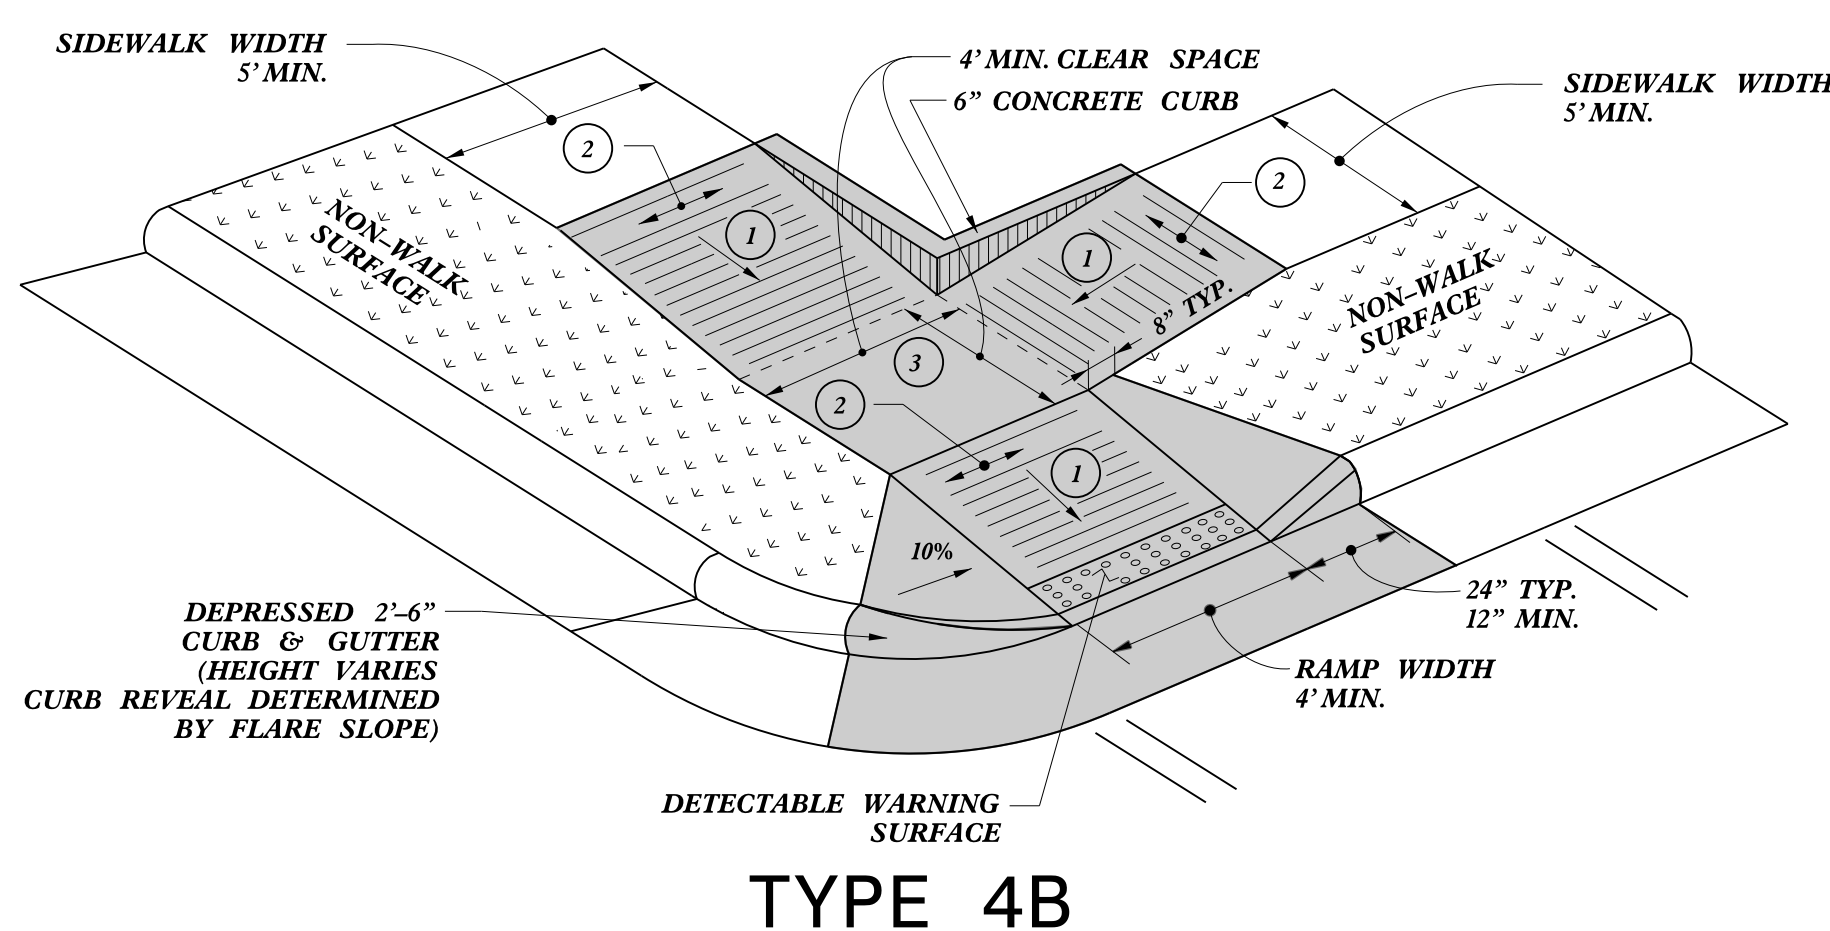 SIDEWALK WIDTH
5' MIN.
4' MIN. CLEAR SPACE
6” CONCRETE CURB
SIDEWALK WIDTH
5' MIN.
2
2
1
1
NON–WALK
SURFACE
NON–WALK
SURFACE
8” TYP.
3
2
1
10%
DEPRESSED 2'–6”
CURB & GUTTER
(HEIGHT VARIES
CURB REVEAL DETERMINED
BY FLARE SLOPE)
24” TYP.
12” MIN.
RAMP WIDTH
4' MIN.
DETECTABLE WARNING
SURFACE
TYPE 4B